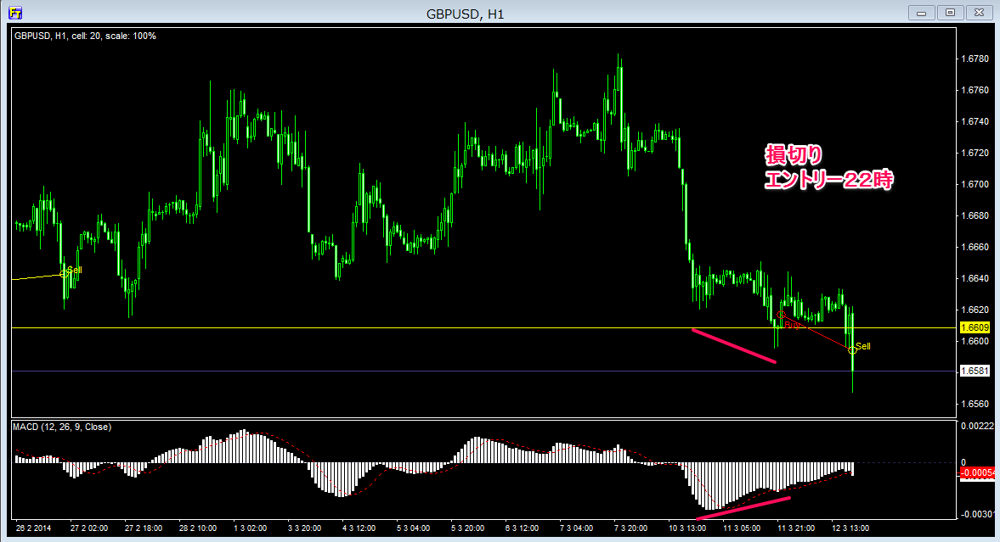 FT
GBPUSD, H1
GBPUSD, H1, cell: 20, scale: 100%
1.6780
1.6760
1.6740
損切り
1.6720
エントリー２２時
1.6700
1.6680
1.6660
Sell
1.6640
1.6620
Buy
1.6609
1.6600
Sell
1.6581
1.6560
MACD (12, 26, 9, Close)
0.00222
0
-0.00054
-0.0030
26 2 2014
27 2 02:00
27 2 18:00
28 2 10:00
3 3 02:00
3 3 20:00
4 3 12:00
5 3 04:00
5 3 20:00
6 3 12:00
7 3 04:00
7 3 20:00
10 3 13:00
11 3 05:00
11 3 21:00
12 3 13:00